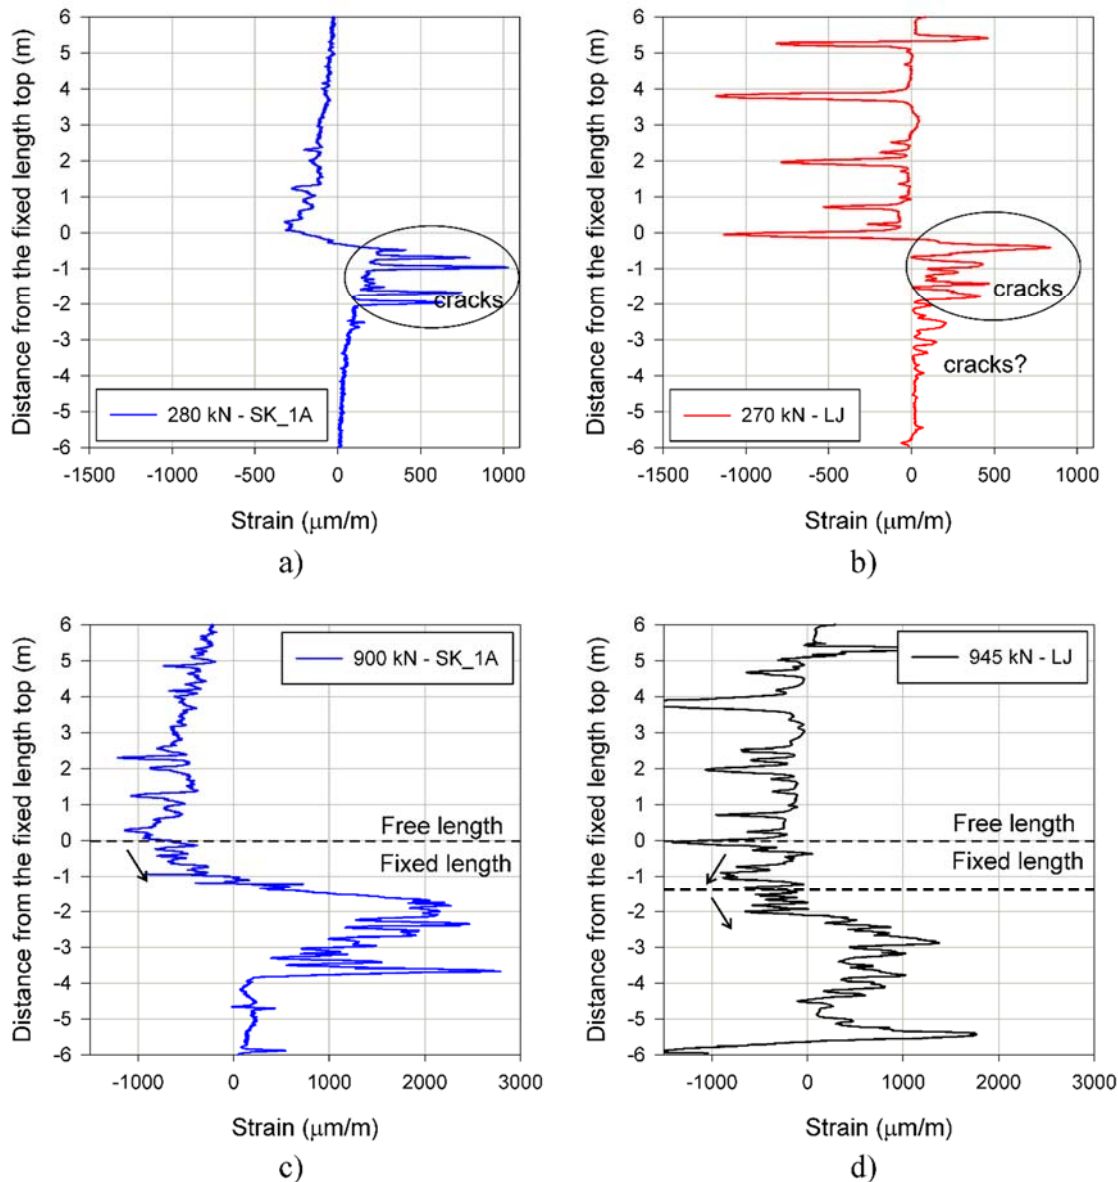 Distance from the fixed length top (m)
6
5
4
3
2
1
0
-1
-2
-3
-4
-5
-6
cracks
280 kN - SK_1A
-1500 -1000 -500 0 500 1000
Strain (μm/m)
a)
Distance from the fixed length top (m)
6
5
4
3
2
1
0
-1
-2
-3
-4
-5
-6
cracks
cracks?
270 kN - LJ
-1500 -1000 -500 0 500 1000
Strain (μm/m)
b)
Distance from the fixed length top (m)
6
5
4
3
2
1
0
-1
-2
-3
-4
-5
-6
900 kN - SK_1A
Free length
Fixed length
-1000 0 1000 2000 3000
Strain (μm/m)
c)
Distance from the fixed length top (m)
6
5
4
3
2
1
0
-1
-2
-3
-4
-5
-6
945 kN - LJ
Free length
Fixed length
-1000 0 1000 2000 3000
Strain (μm/m)
d)